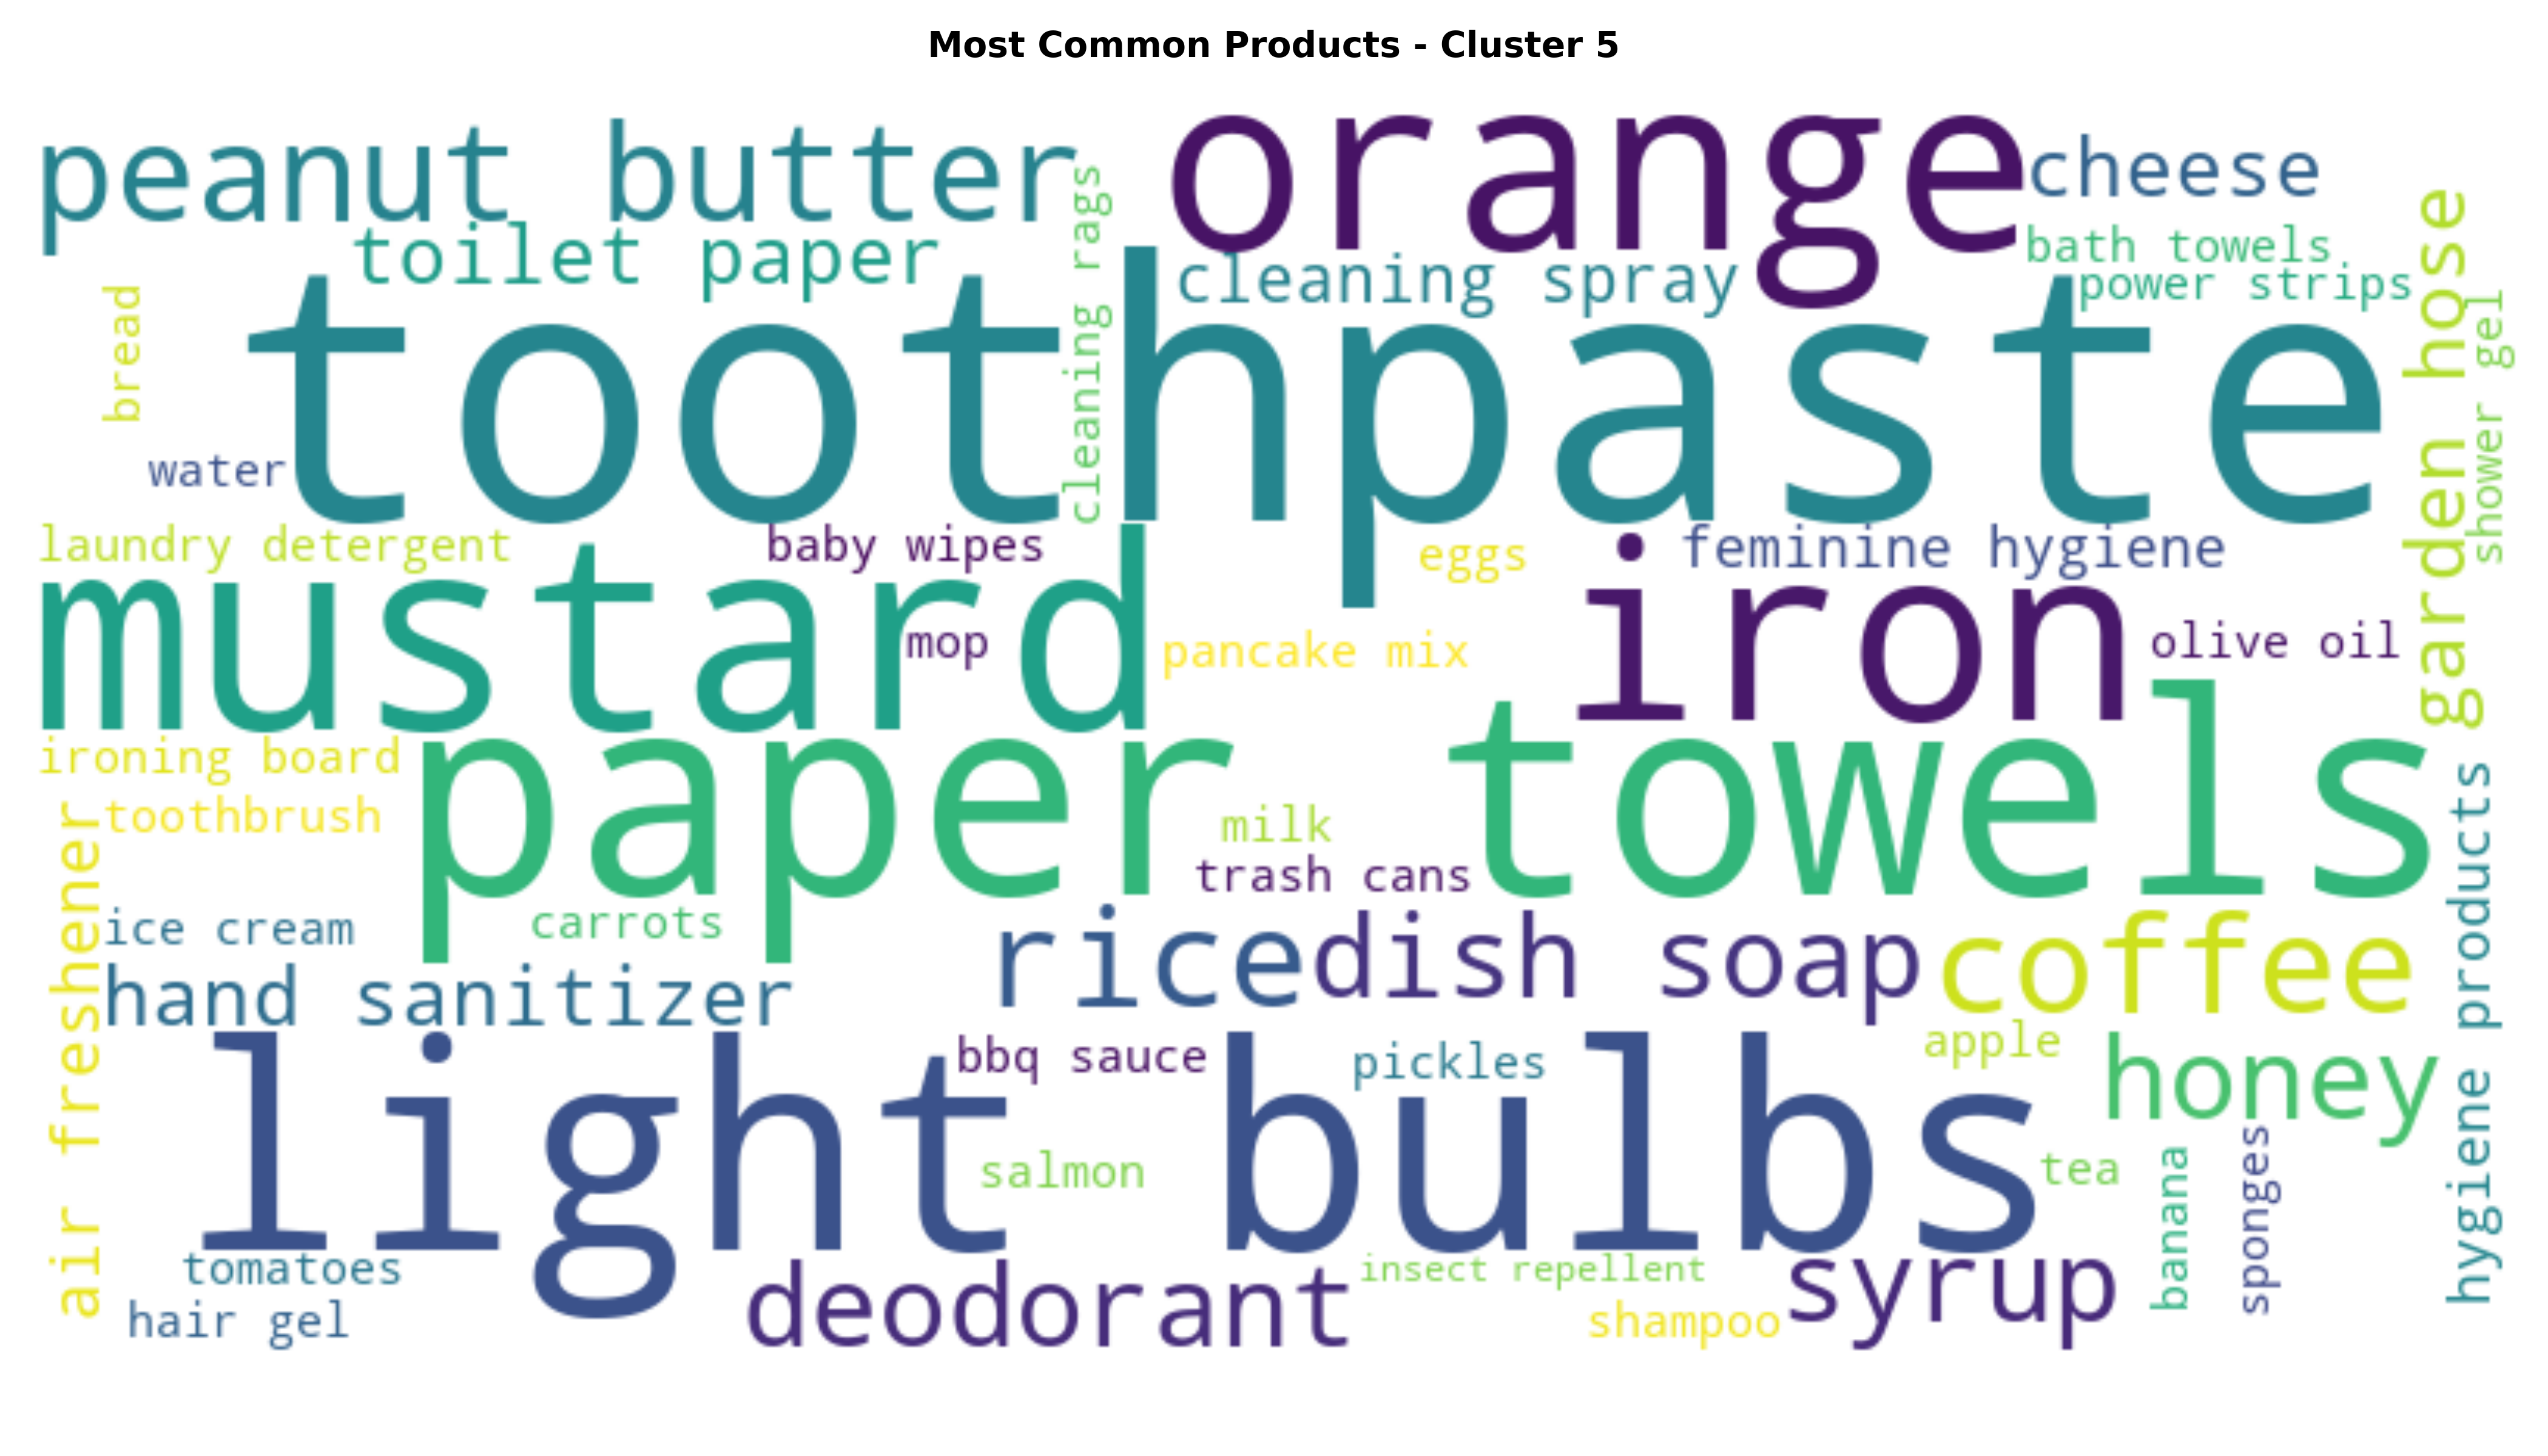 Most Common Products - Cluster 5
peanut butter
orange
cheese
toilet paper
cleaning rags
cleaning spray
bath towels
power strips
garden hose
shower gel
bread
toothpaste
water
laundry detergent
baby wipes
eggs
feminine hygiene
mustard
mop
pancake mix
iron
olive oil
ironing board
paper towels
toothbrush
milk
trash cans
hygiene products
air freshener
ice cream
carrots
rice
dish soap
coffee
hand sanitizer
light bulbs
bbq sauce
pickles
apple
honey
salmon
tea
banana
sponges
tomatoes
deodorant
insect repellent
syrup
hair gel
shampoo